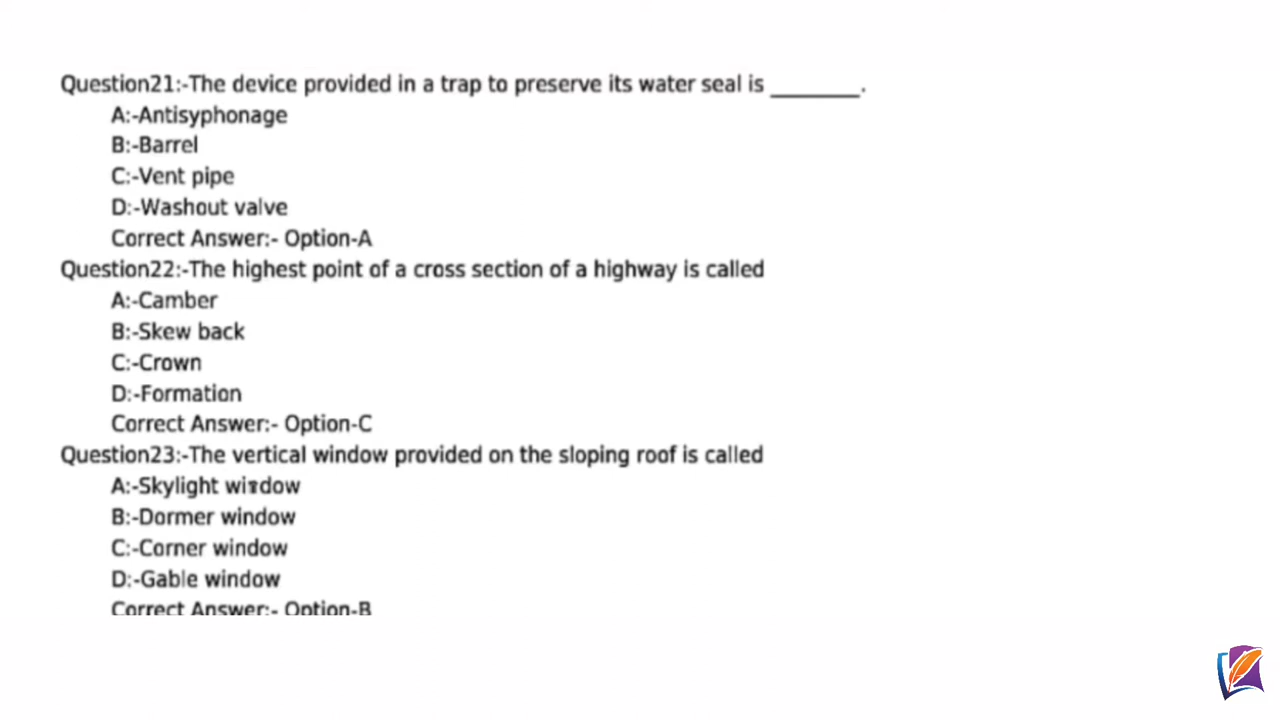 Question21:-The device provided in a trap to preserve its water seal is ________.
A:-Antisyphonage
B:-Barrel
C:-Vent pipe
D:-Washout valve
Correct Answer:- Option-A
Question22:-The highest point of a cross section of a highway is called
A:-Camber
B:-Skew back
C:-Crown
D:-Formation
Correct Answer:- Option-C
Question23:-The vertical window provided on the sloping roof is called
A:-Skylight window
B:-Dormer window
C:-Corner window
D:-Gable window
Correct Answer:- Option-B